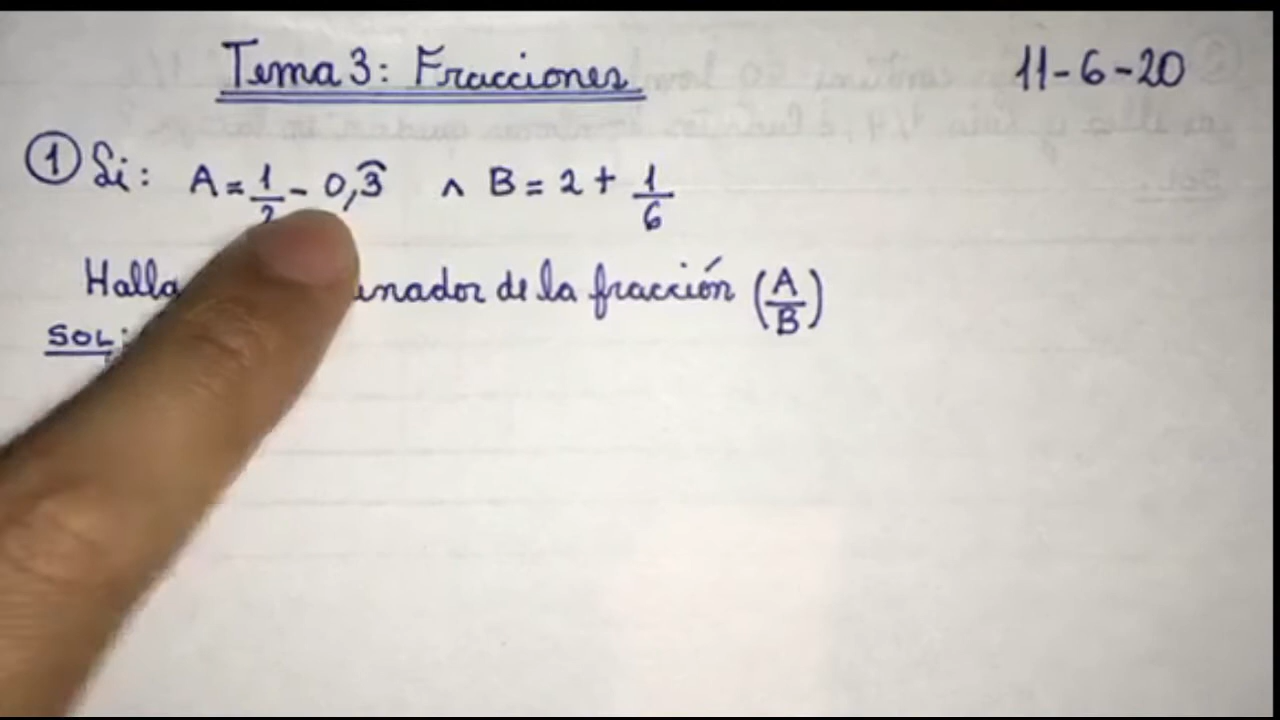 Tema 3: Fracciones 11-6-20
① Si: A = 1/2 - 0,3̂ ∧ B = 2 + 1/6
Halla de la fracción (A/B)
SOL: